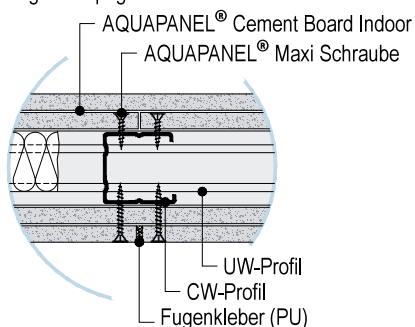 AQUAPANEL® Cement Board Indoor
AQUAPANEL® Maxi Schraube
UW-Profil
CW-Profil
Fugenkleber (PU)